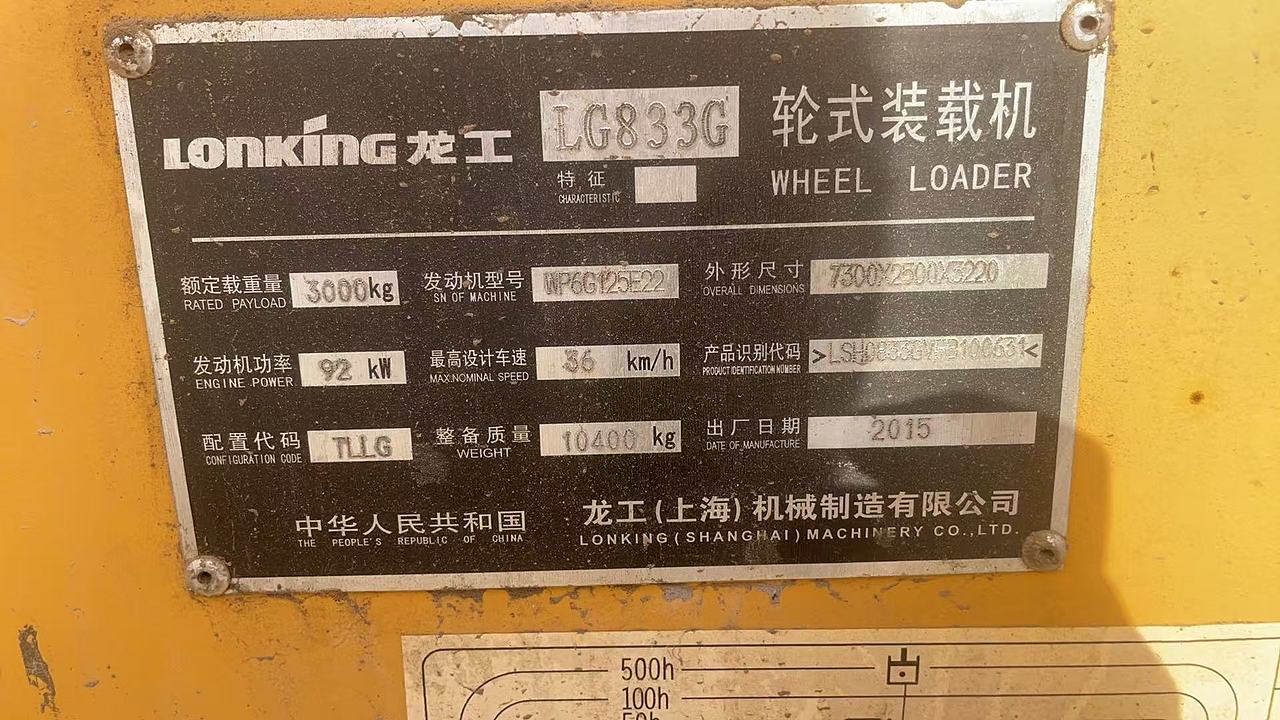 LONKING 龙工 LG833G 轮式装载机
特征
CHARACTERISTIC
WHEEL LOADER
额定载重量 3000kg 发动机型号 WP6G125E22 外形尺寸 7300X2500X3220
RATED PAYLOAD SN OF MACHINE OVERALL DIMENSIONS
发动机功率 92 kW 最高设计车速 36 km/h 产品识别代码
ENGINE POWER MAX.NOMINAL SPEED PRODUCT IDENTIFICATION NUMBER
配置代码 TLLG 整备质量 10400 kg 出厂日期 2015
CONFIGURATION CODE WEIGHT DATE OF MANUFACTURE
中华人民共和国 龙工(上海)机械制造有限公司
THE PEOPLE'S REPUBLIC OF CHINA LONKING(SHANGHAI)MACHINERY CO.,LTD.
500h
100h
50h